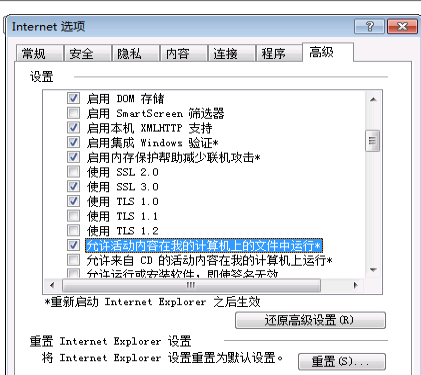 Internet 选项
常规 安全 隐私 内容 连接 程序 高级
设置
启用 DOM 存储
启用 SmartScreen 筛选器
启用本机 XMLHTTP 支持
启用集成 Windows 验证*
启用内存保护帮助减少联机攻击*
使用 SSL 2.0
使用 SSL 3.0
使用 TLS 1.0
使用 TLS 1.1
使用 TLS 1.2
允许活动内容在我的计算机上的文件中运行*
允许来自 CD 的活动内容在我的计算机上运行*
允许运行或安装软件，即使签名无效
*重新启动 Internet Explorer 之后生效
还原高级设置(R)
重置 Internet Explorer 设置
将 Internet Explorer 设置重置为默认设置。
重置(S)...